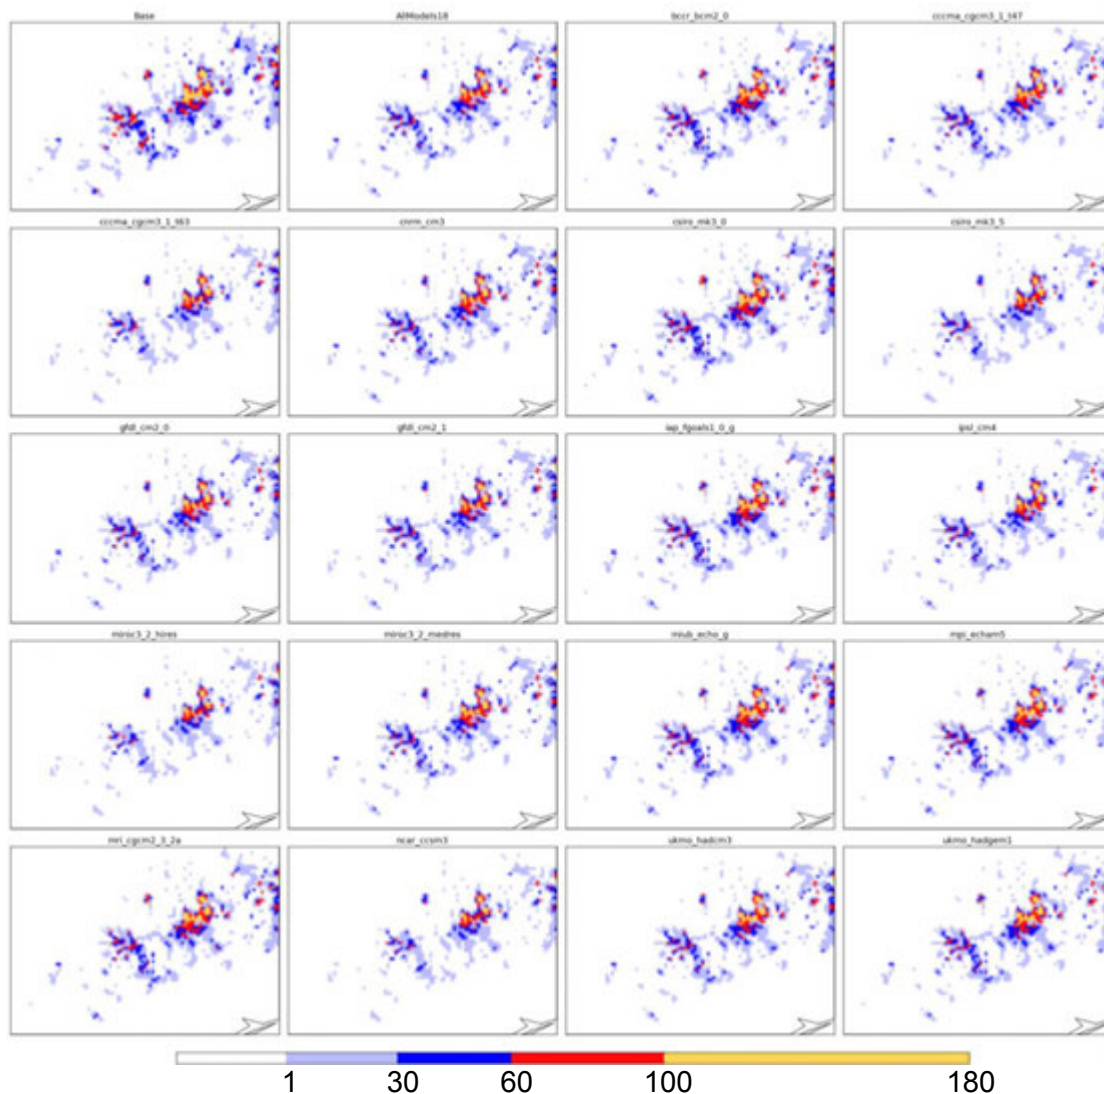 Base AllModels18 bccr_bcm2_0 cccma_cgcm3_1_t47
cccma_cgcm3_1_t63 cnrm_cm3 csiro_mk3_0 csiro_mk3_5
gfdl_cm2_0 gfdl_cm2_1 iap_fgoals1_0_g ipsl_cm4
miroc3_2_hires miroc3_2_medres miub_echo_g mpi_echam5
mri_cgcm2_3_2a ncar_ccsm3 ukmo_hadcm3 ukmo_hadgem1
1 30 60 100 180